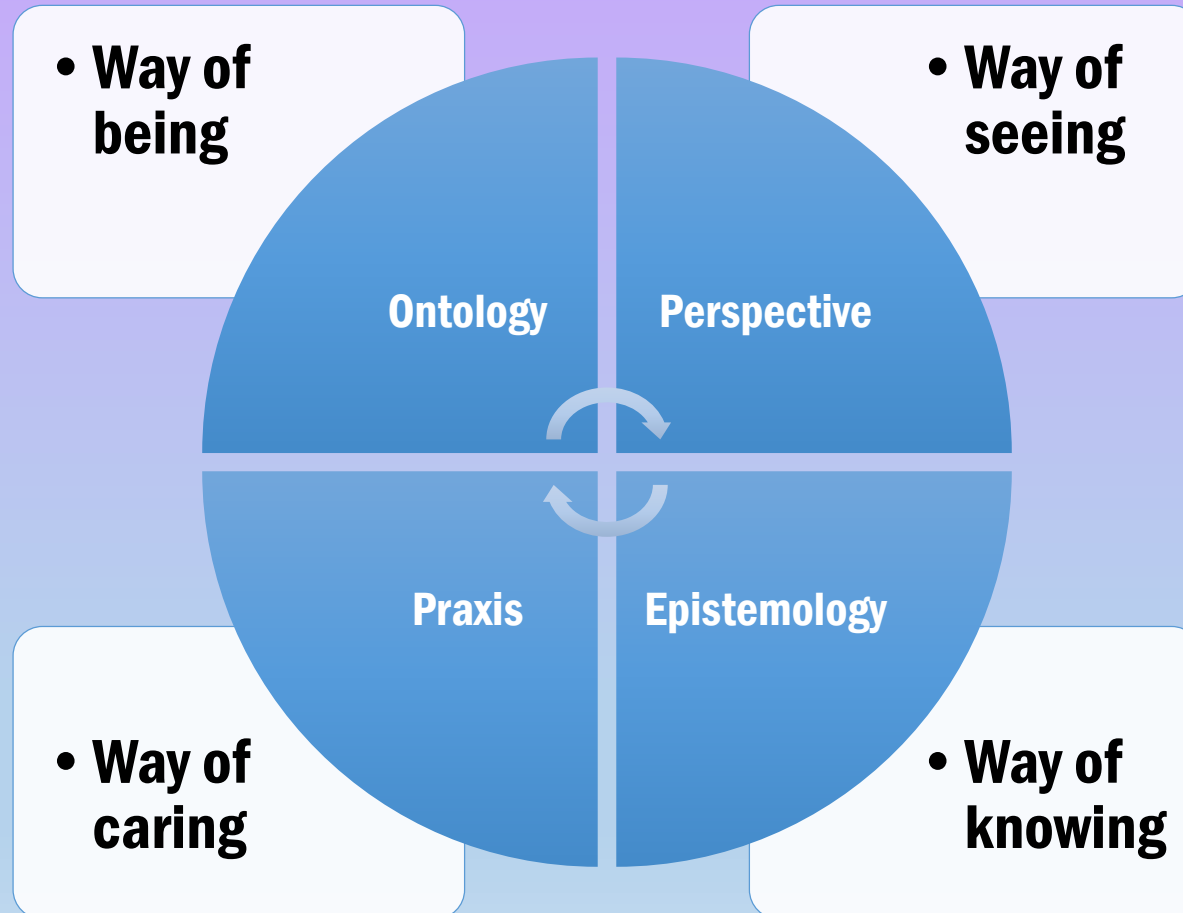 • Way of
being
• Way of
seeing
Ontology
Perspective
Praxis
Epistemology
• Way of
caring
• Way of
knowing